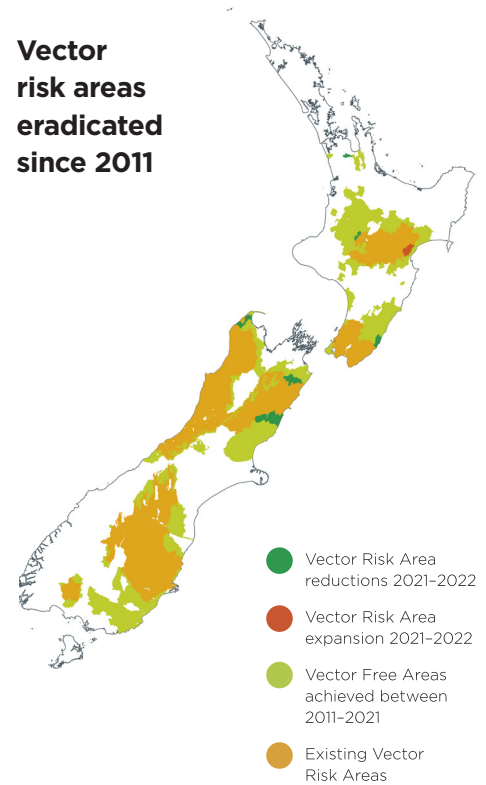 Vector
risk areas
eradicated
since 2011
Vector Risk Area
reductions 2021–2022
Vector Risk Area
expansion 2021–2022
Vector Free Areas
achieved between
2011–2021
Existing Vector
Risk Areas